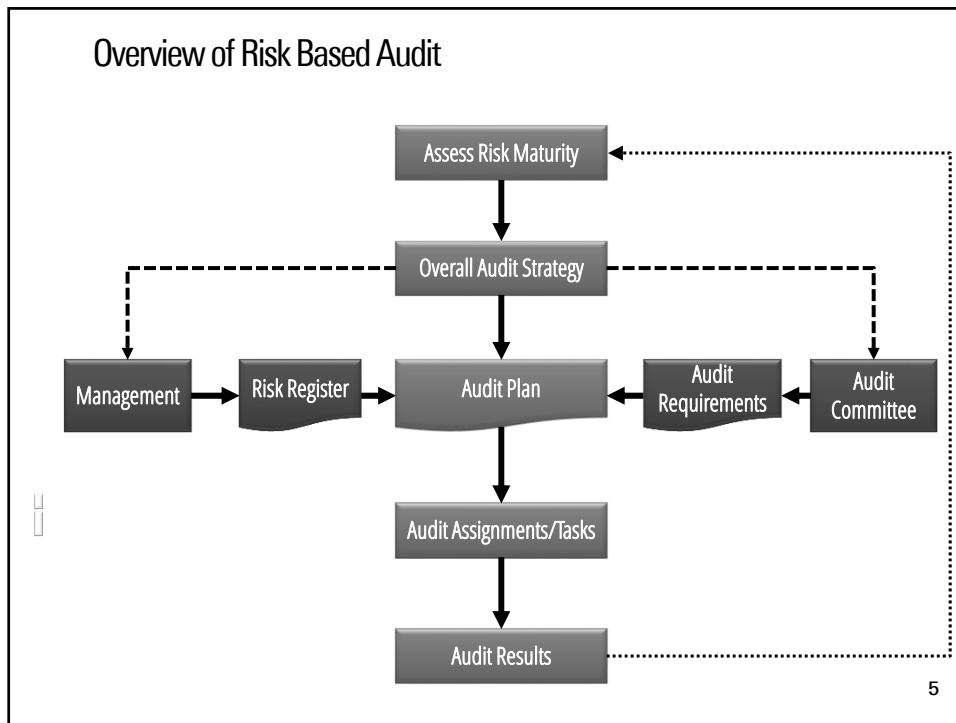 Overview of Risk Based Audit
Assess Risk Maturity
Overall Audit Strategy
Management
Risk Register
Audit Plan
Audit
Requirements
Audit
Committee
Audit Assignments/Tasks
Audit Results
5